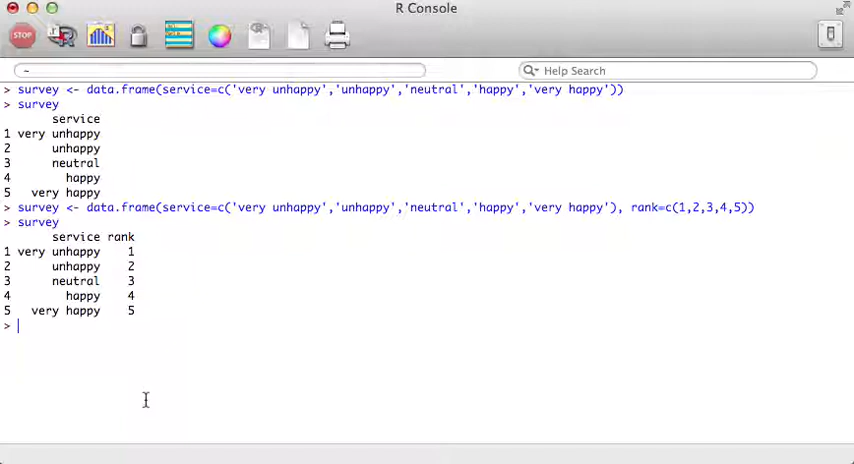 R Console
STOP
~
Help Search
> survey <- data.frame(service=c('very unhappy','unhappy','neutral','happy','very happy'))
> survey
service
1 very unhappy
2 unhappy
3 neutral
4 happy
5 very happy
> survey <- data.frame(service=c('very unhappy','unhappy','neutral','happy','very happy'), rank=c(1,2,3,4,5))
> survey
service rank
1 very unhappy 1
2 unhappy 2
3 neutral 3
4 happy 4
5 very happy 5
>